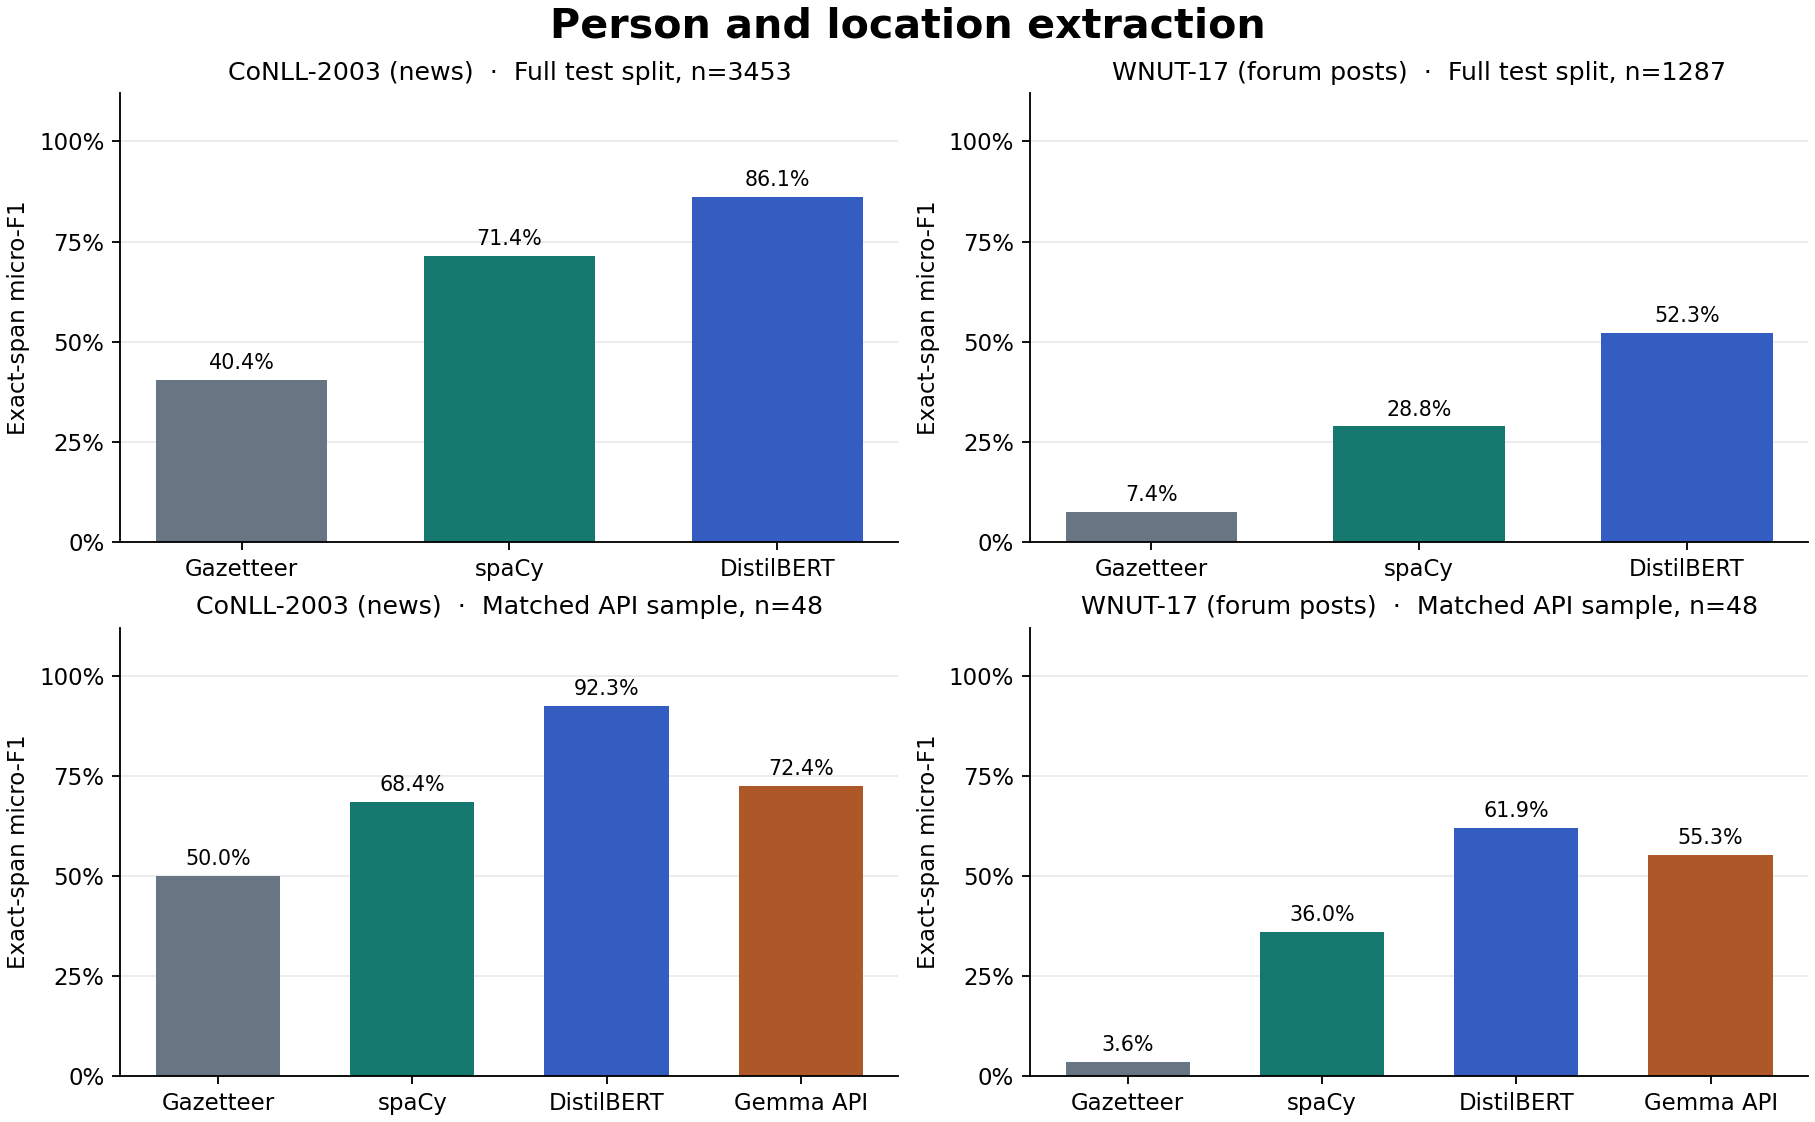 Person and location extraction
CoNLL-2003 (news)  ·  Full test split, n=3453
Exact-span micro-F1
100%
75%
50%
25%
0%
40.4%
71.4%
86.1%
Gazetteer
spaCy
DistilBERT
WNUT-17 (forum posts)  ·  Full test split, n=1287
Exact-span micro-F1
100%
75%
50%
25%
0%
7.4%
28.8%
52.3%
Gazetteer
spaCy
DistilBERT
CoNLL-2003 (news)  ·  Matched API sample, n=48
Exact-span micro-F1
100%
75%
50%
25%
0%
50.0%
68.4%
92.3%
72.4%
Gazetteer
spaCy
DistilBERT
Gemma API
WNUT-17 (forum posts)  ·  Matched API sample, n=48
Exact-span micro-F1
100%
75%
50%
25%
0%
3.6%
36.0%
61.9%
55.3%
Gazetteer
spaCy
DistilBERT
Gemma API